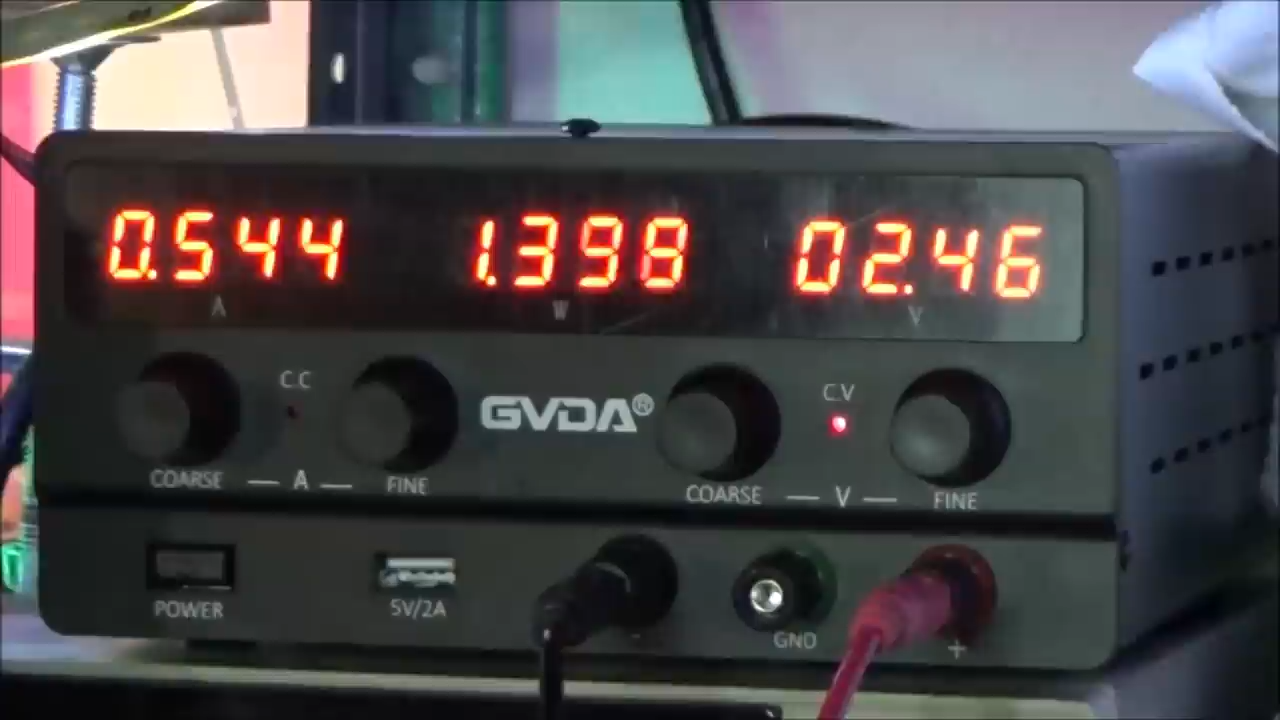 0.544 1.398 02.46
A W V
C.C C.V
GVDA®
COARSE A FINE COARSE V FINE
POWER 5V/2A GND +